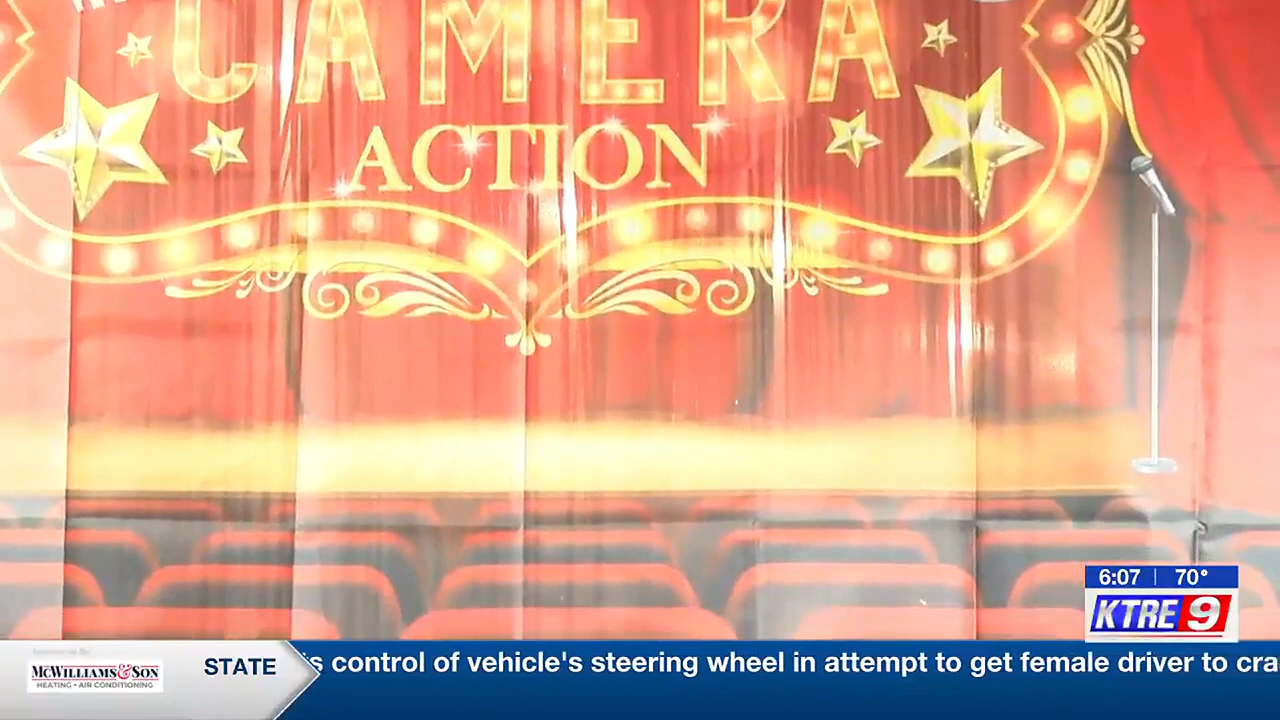 CAMERA
ACTION
6:07 70°
KTRE 9
McWilliams & Son
HEATING • AIR CONDITIONING
STATE
's control of vehicle's steering wheel in attempt to get female driver to cra